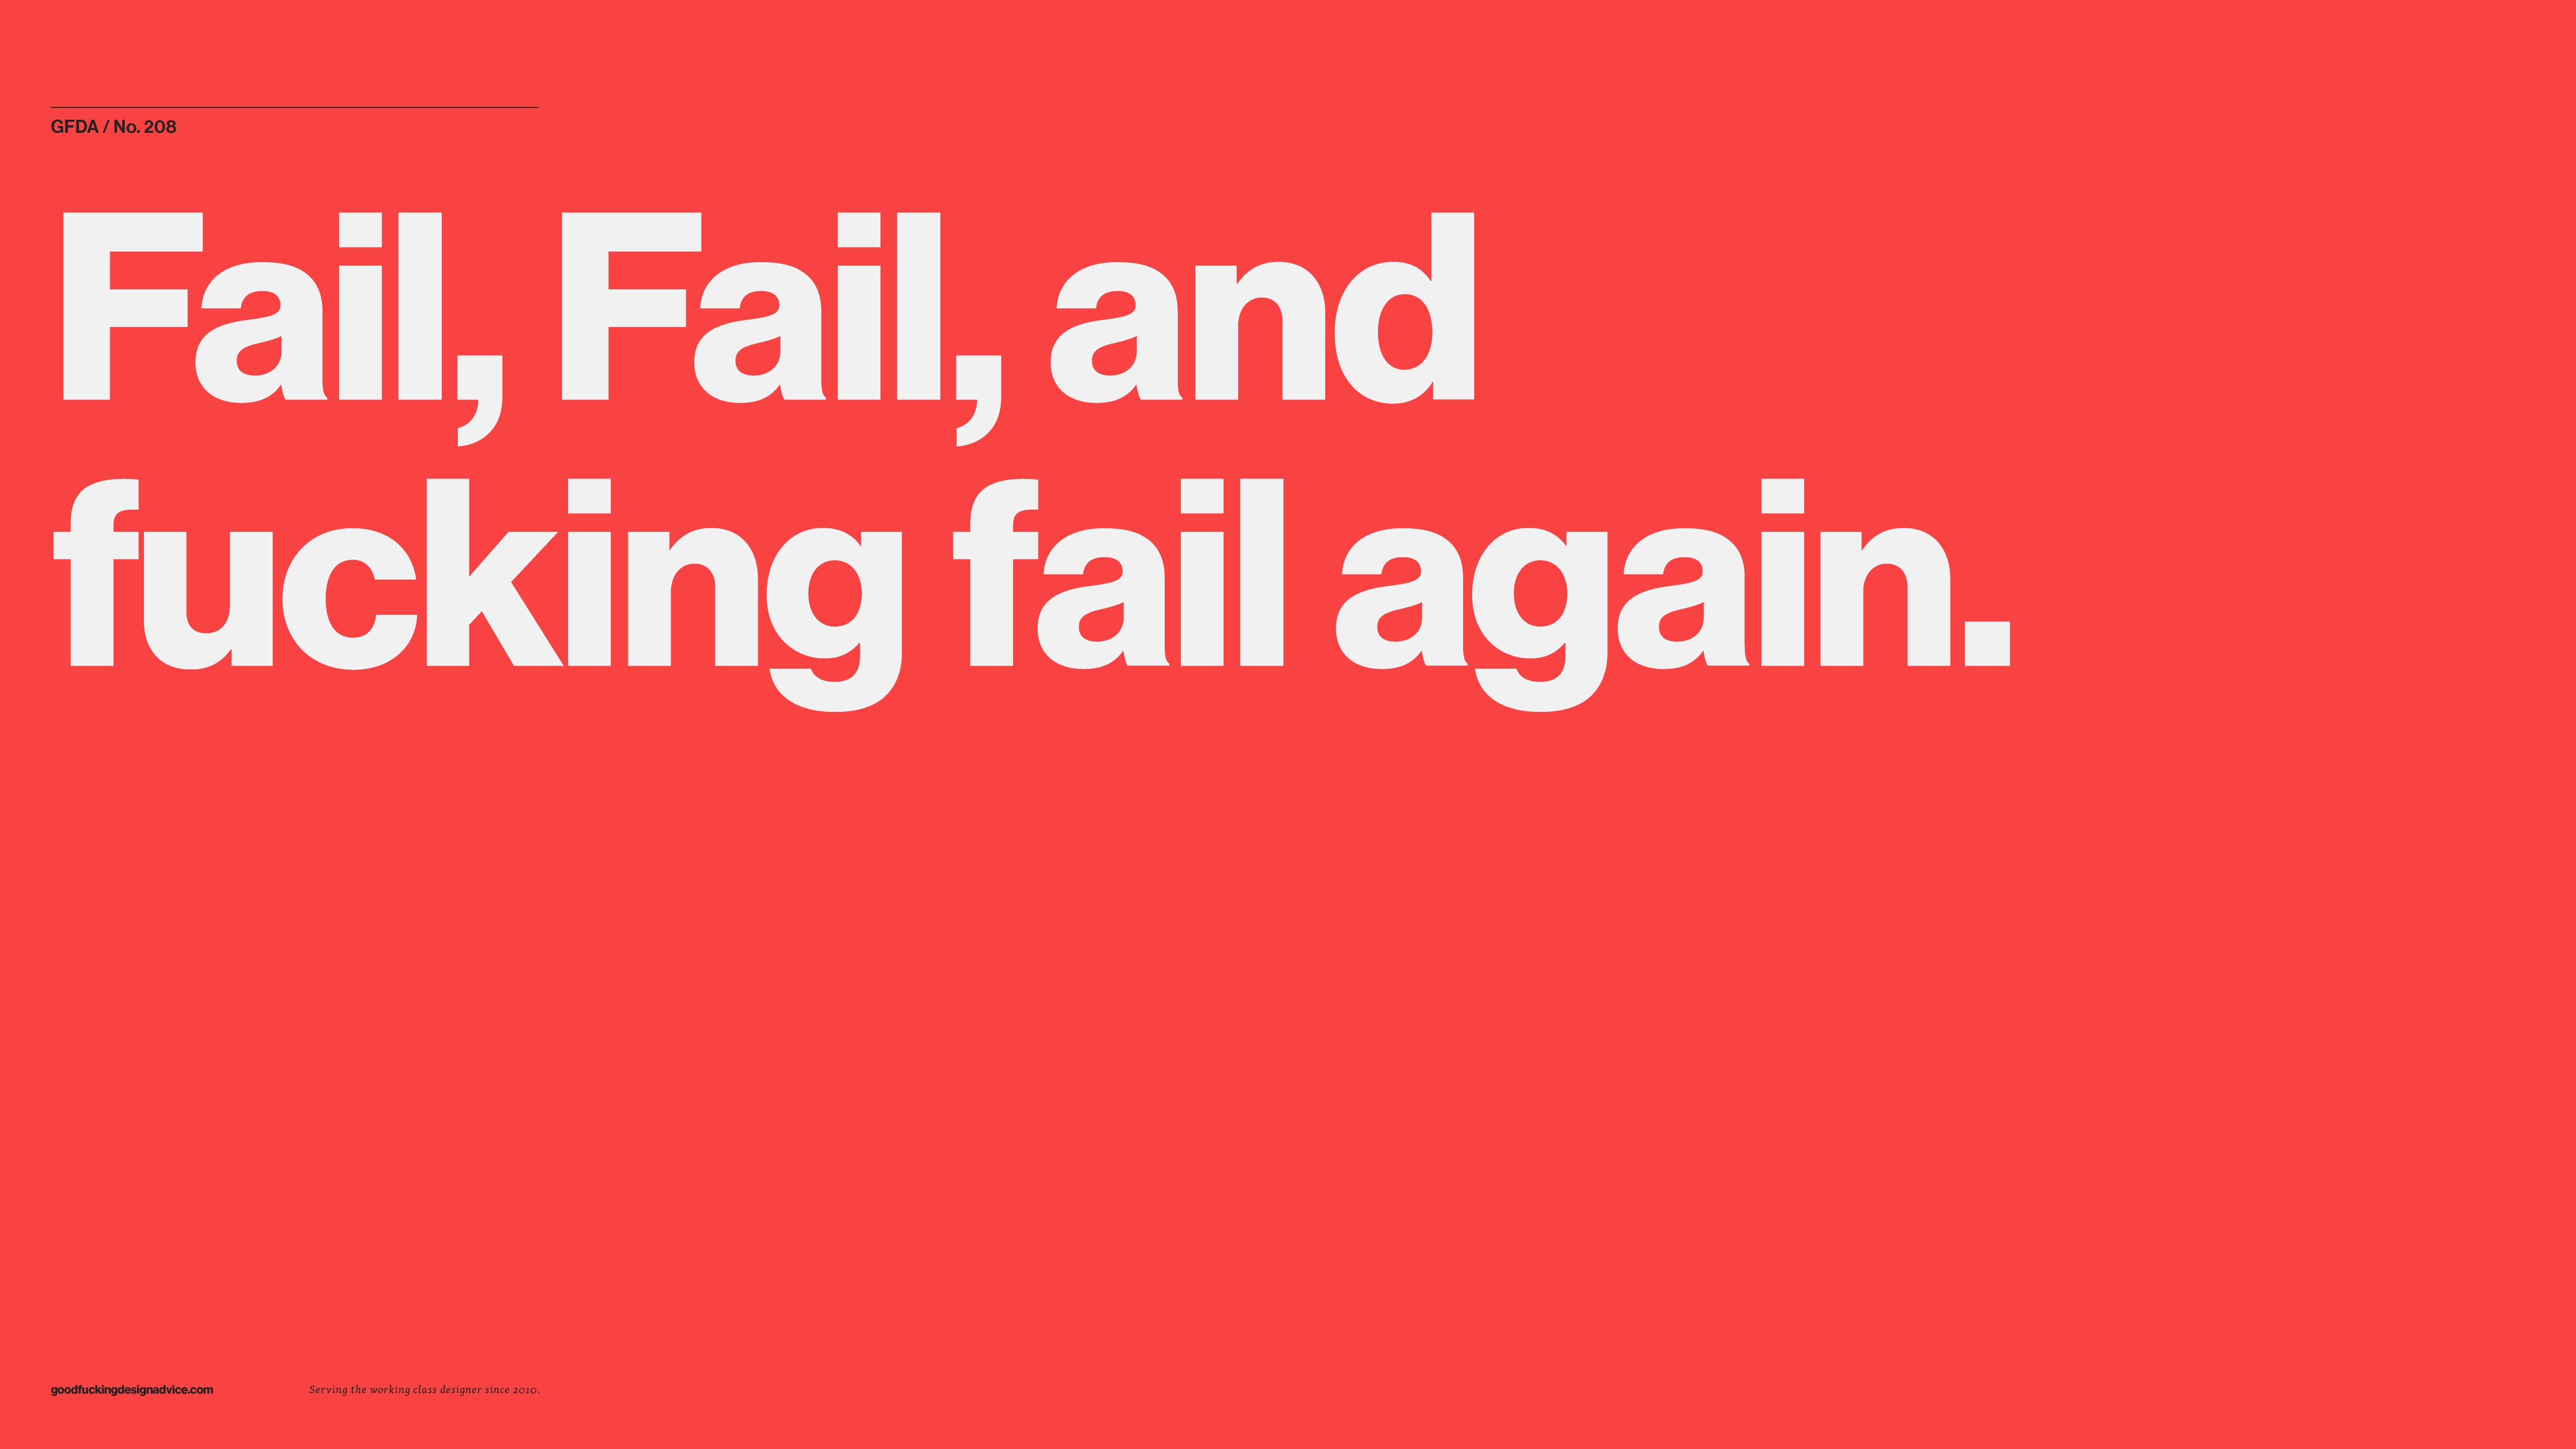 GFDA / No. 208
Fail, Fail, and
fucking fail again.
goodfuckingdesignadvice.com
Serving the working class designer since 2010.